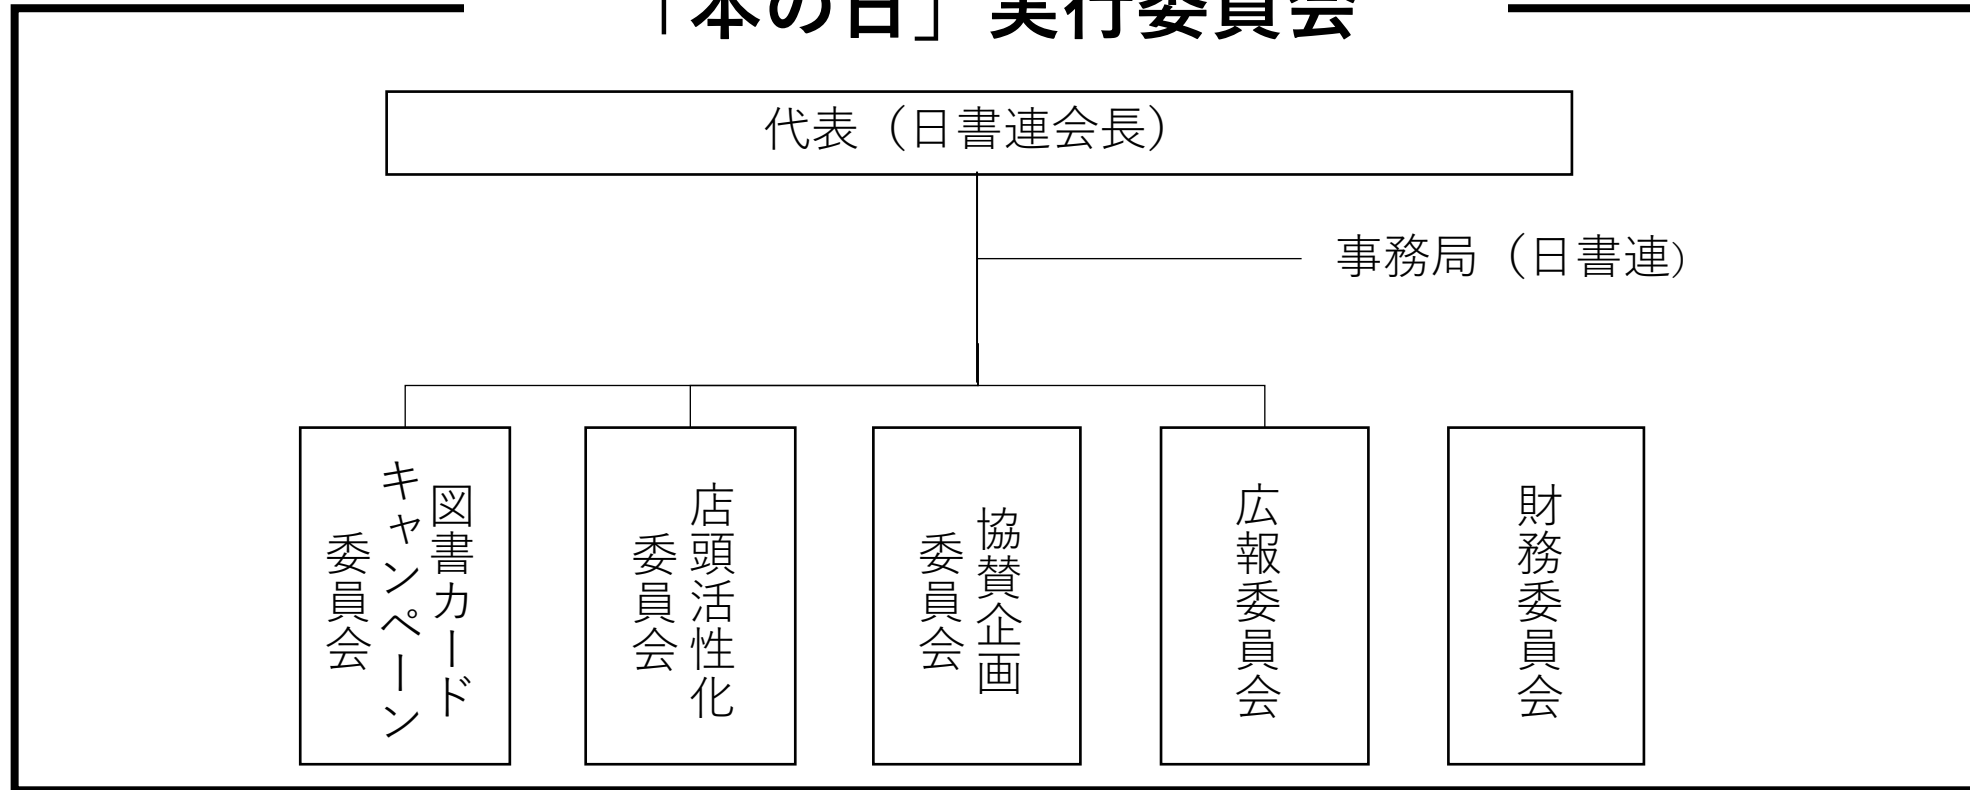 「本の日」実行委員会
代表（日書連会長）
事務局（日書連)
図書カード
キャンペーン
委員会
店頭活性化
委員会
協賛企画
委員会
広報委員会
財務委員会